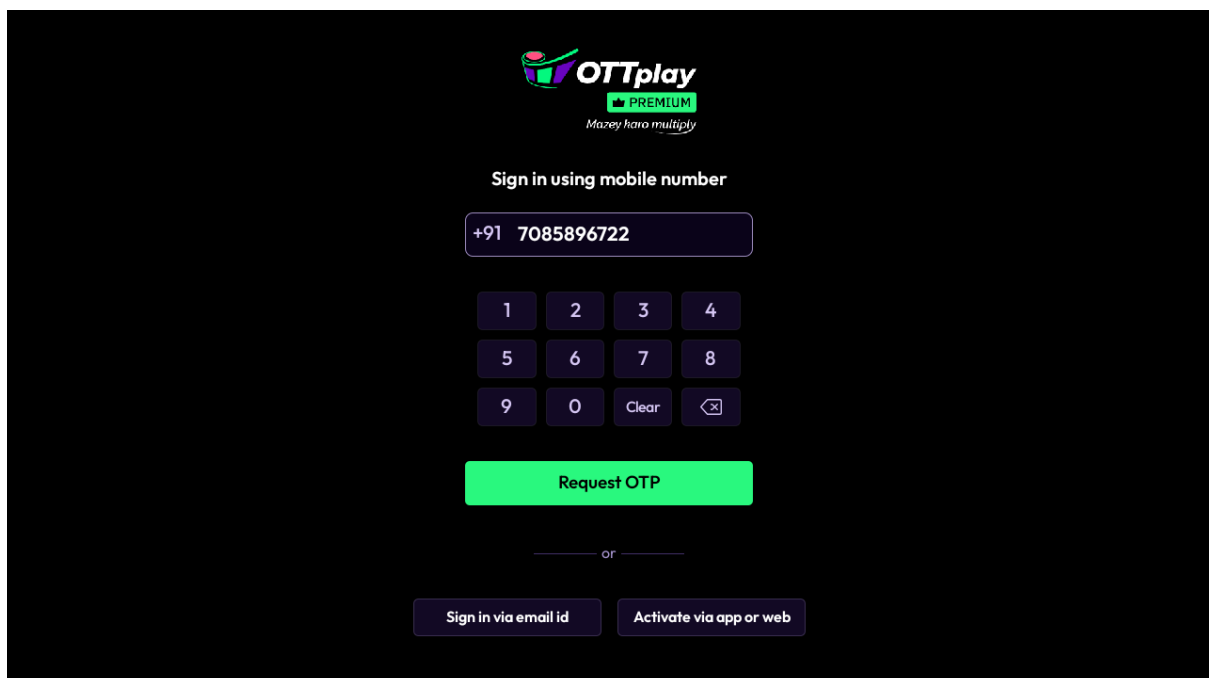 OTTplay
PREMIUM
Mazey karo multiply
Sign in using mobile number
+91 7085896722
1 2 3 4
5 6 7 8
9 0 Clear
Request OTP
or
Sign in via email id Activate via app or web